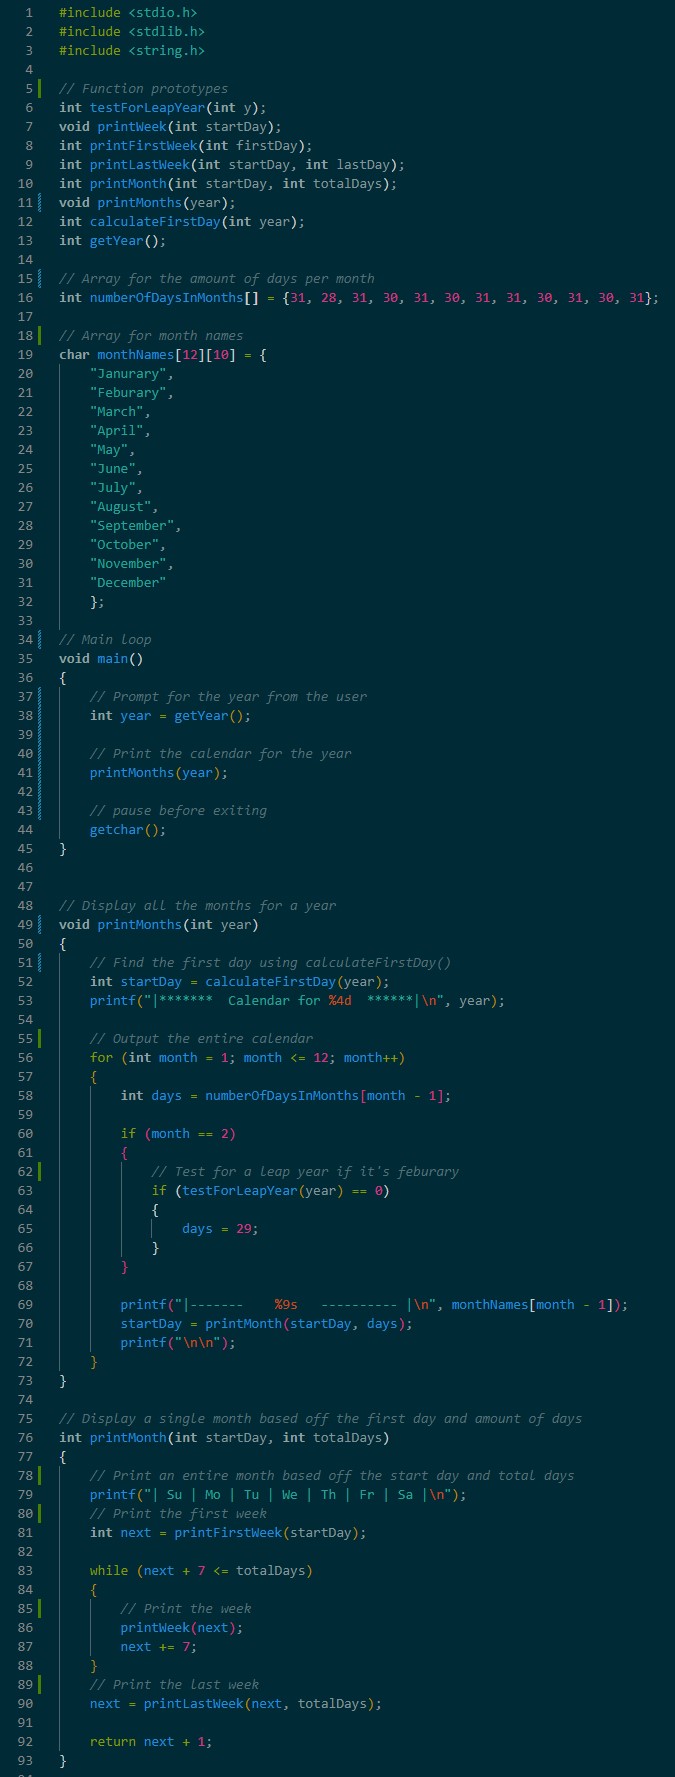 1 #include <stdio.h>
2 #include <stdlib.h>
3 #include <string.h>
4
5 // Function prototypes
6 int testForLeapYear(int y);
7 void printWeek(int startDay);
8 int printFirstWeek(int firstDay);
9 int printLastWeek(int startDay, int lastDay);
10 int printMonth(int startDay, int totalDays);
11 void printMonths(year);
12 int calculateFirstDay(int year);
13 int getYear();
14
15 // Array for the amount of days per month
16 int numberOfDaysInMonths[] = {31, 28, 31, 30, 31, 30, 31, 31, 30, 31, 30, 31};
17
18 // Array for month names
19 char monthNames[12][10] = {
20     "Janurary",
21     "Feburary",
22     "March",
23     "April",
24     "May",
25     "June",
26     "July",
27     "August",
28     "September",
29     "October",
30     "November",
31     "December"
32     };
33
34 // Main loop
35 void main()
36 {
37     // Prompt for the year from the user
38     int year = getYear();
39
40     // Print the calendar for the year
41     printMonths(year);
42
43     // pause before exiting
44     getchar();
45 }
46
47
48 // Display all the months for a year
49 void printMonths(int year)
50 {
51     // Find the first day using calculateFirstDay()
52     int startDay = calculateFirstDay(year);
53     printf("|*******  Calendar for %4d  ******|\n", year);
54
55     // Output the entire calendar
56     for (int month = 1; month <= 12; month++)
57     {
58         int days = numberOfDaysInMonths[month - 1];
59
60         if (month == 2)
61         {
62             // Test for a leap year if it's feburary
63             if (testForLeapYear(year) == 0)
64             {
65                 days = 29;
66             }
67         }
68
69         printf("|-------    %9s   ---------- |\n", monthNames[month - 1]);
70         startDay = printMonth(startDay, days);
71         printf("\n\n");
72     }
73 }
74
75 // Display a single month based off the first day and amount of days
76 int printMonth(int startDay, int totalDays)
77 {
78     // Print an entire month based off the start day and total days
79     printf("| Su | Mo | Tu | We | Th | Fr | Sa |\n");
80     // Print the first week
81     int next = printFirstWeek(startDay);
82
83     while (next + 7 <= totalDays)
84     {
85         // Print the week
86         printWeek(next);
87         next += 7;
88     }
89     // Print the last week
90     next = printLastWeek(next, totalDays);
91
92     return next + 1;
93 }